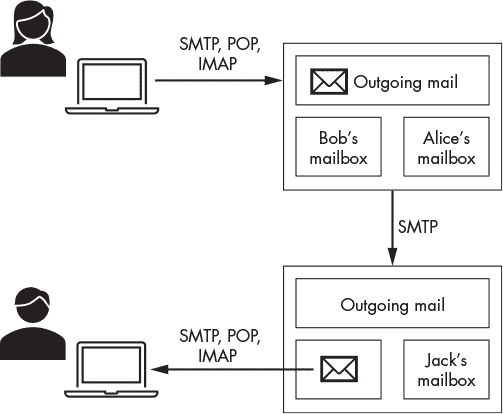 SMTP, POP,
IMAP
Outgoing mail
Bob's
mailbox
Alice's
mailbox
SMTP
Outgoing mail
SMTP, POP,
IMAP
Jack's
mailbox